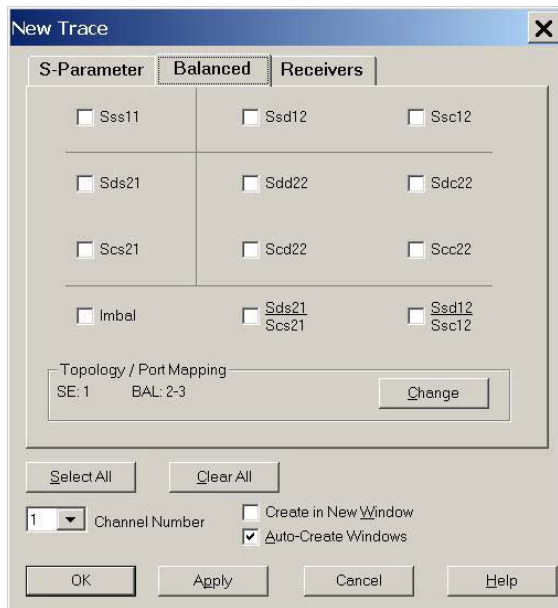 New Trace
S-Parameter Balanced Receivers
Sss11 Ssd12 Ssc12
Sds21 Sdd22 Sdc22
Scs21 Scd22 Scc22
Imbal Sds21 Ssd12
Scs21 Ssc12
Topology / Port Mapping
SE: 1 BAL: 2-3 Change
Select All Clear All
1 Channel Number
Create in New Window
Auto-Create Windows
OK Apply Cancel Help